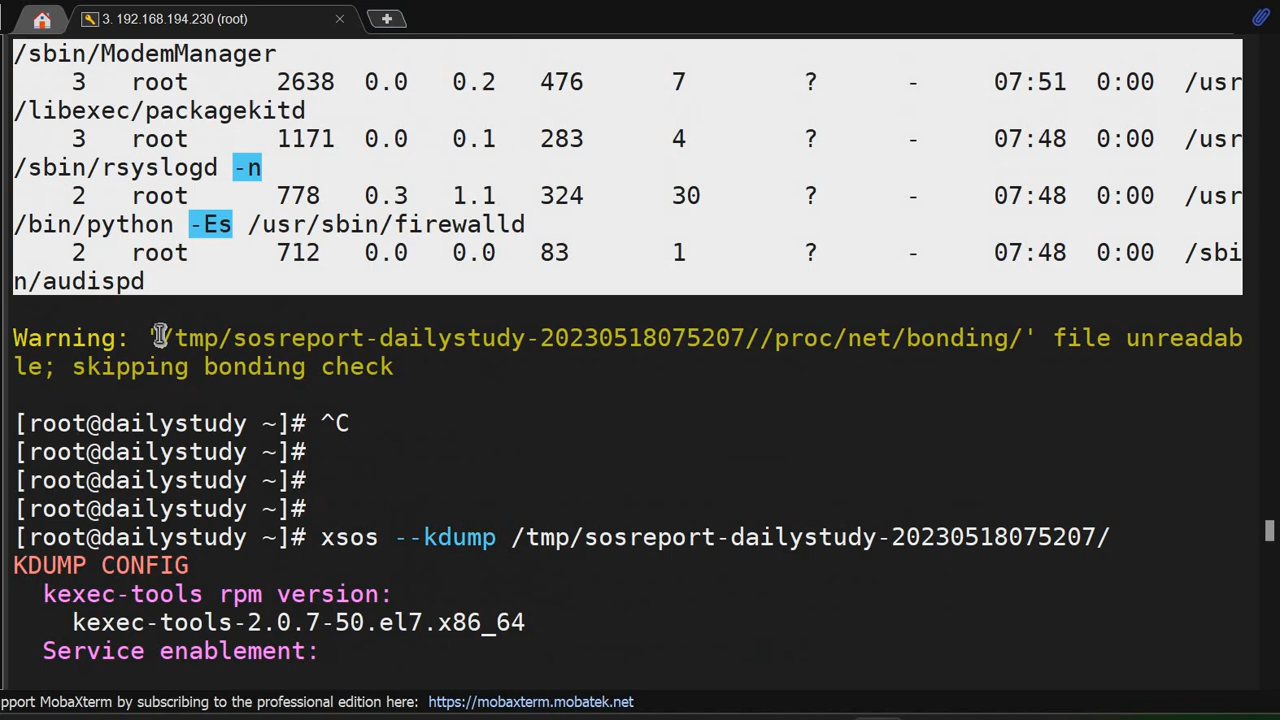 3. 192.168.194.230 (root)
/sbin/ModemManager
3 root 2638 0.0 0.2 476 7 ? - 07:51 0:00 /usr
/libexec/packagekitd
3 root 1171 0.0 0.1 283 4 ? - 07:48 0:00 /usr
/sbin/rsyslogd -n
2 root 778 0.3 1.1 324 30 ? - 07:48 0:00 /usr
/bin/python -Es /usr/sbin/firewalld
2 root 712 0.0 0.0 83 1 ? - 07:48 0:00 /sbi
n/audispd
Warning: '/tmp/sosreport-dailystudy-20230518075207//proc/net/bonding/' file unreadab
le; skipping bonding check
[root@dailystudy ~]# ^C
[root@dailystudy ~]#
[root@dailystudy ~]#
[root@dailystudy ~]#
[root@dailystudy ~]# xsos --kdump /tmp/sosreport-dailystudy-20230518075207/
KDUMP CONFIG
kexec-tools rpm version:
kexec-tools-2.0.7-50.el7.x86_64
Service enablement:
pport MobaXterm by subscribing to the professional edition here: https://mobaxterm.mobatek.net